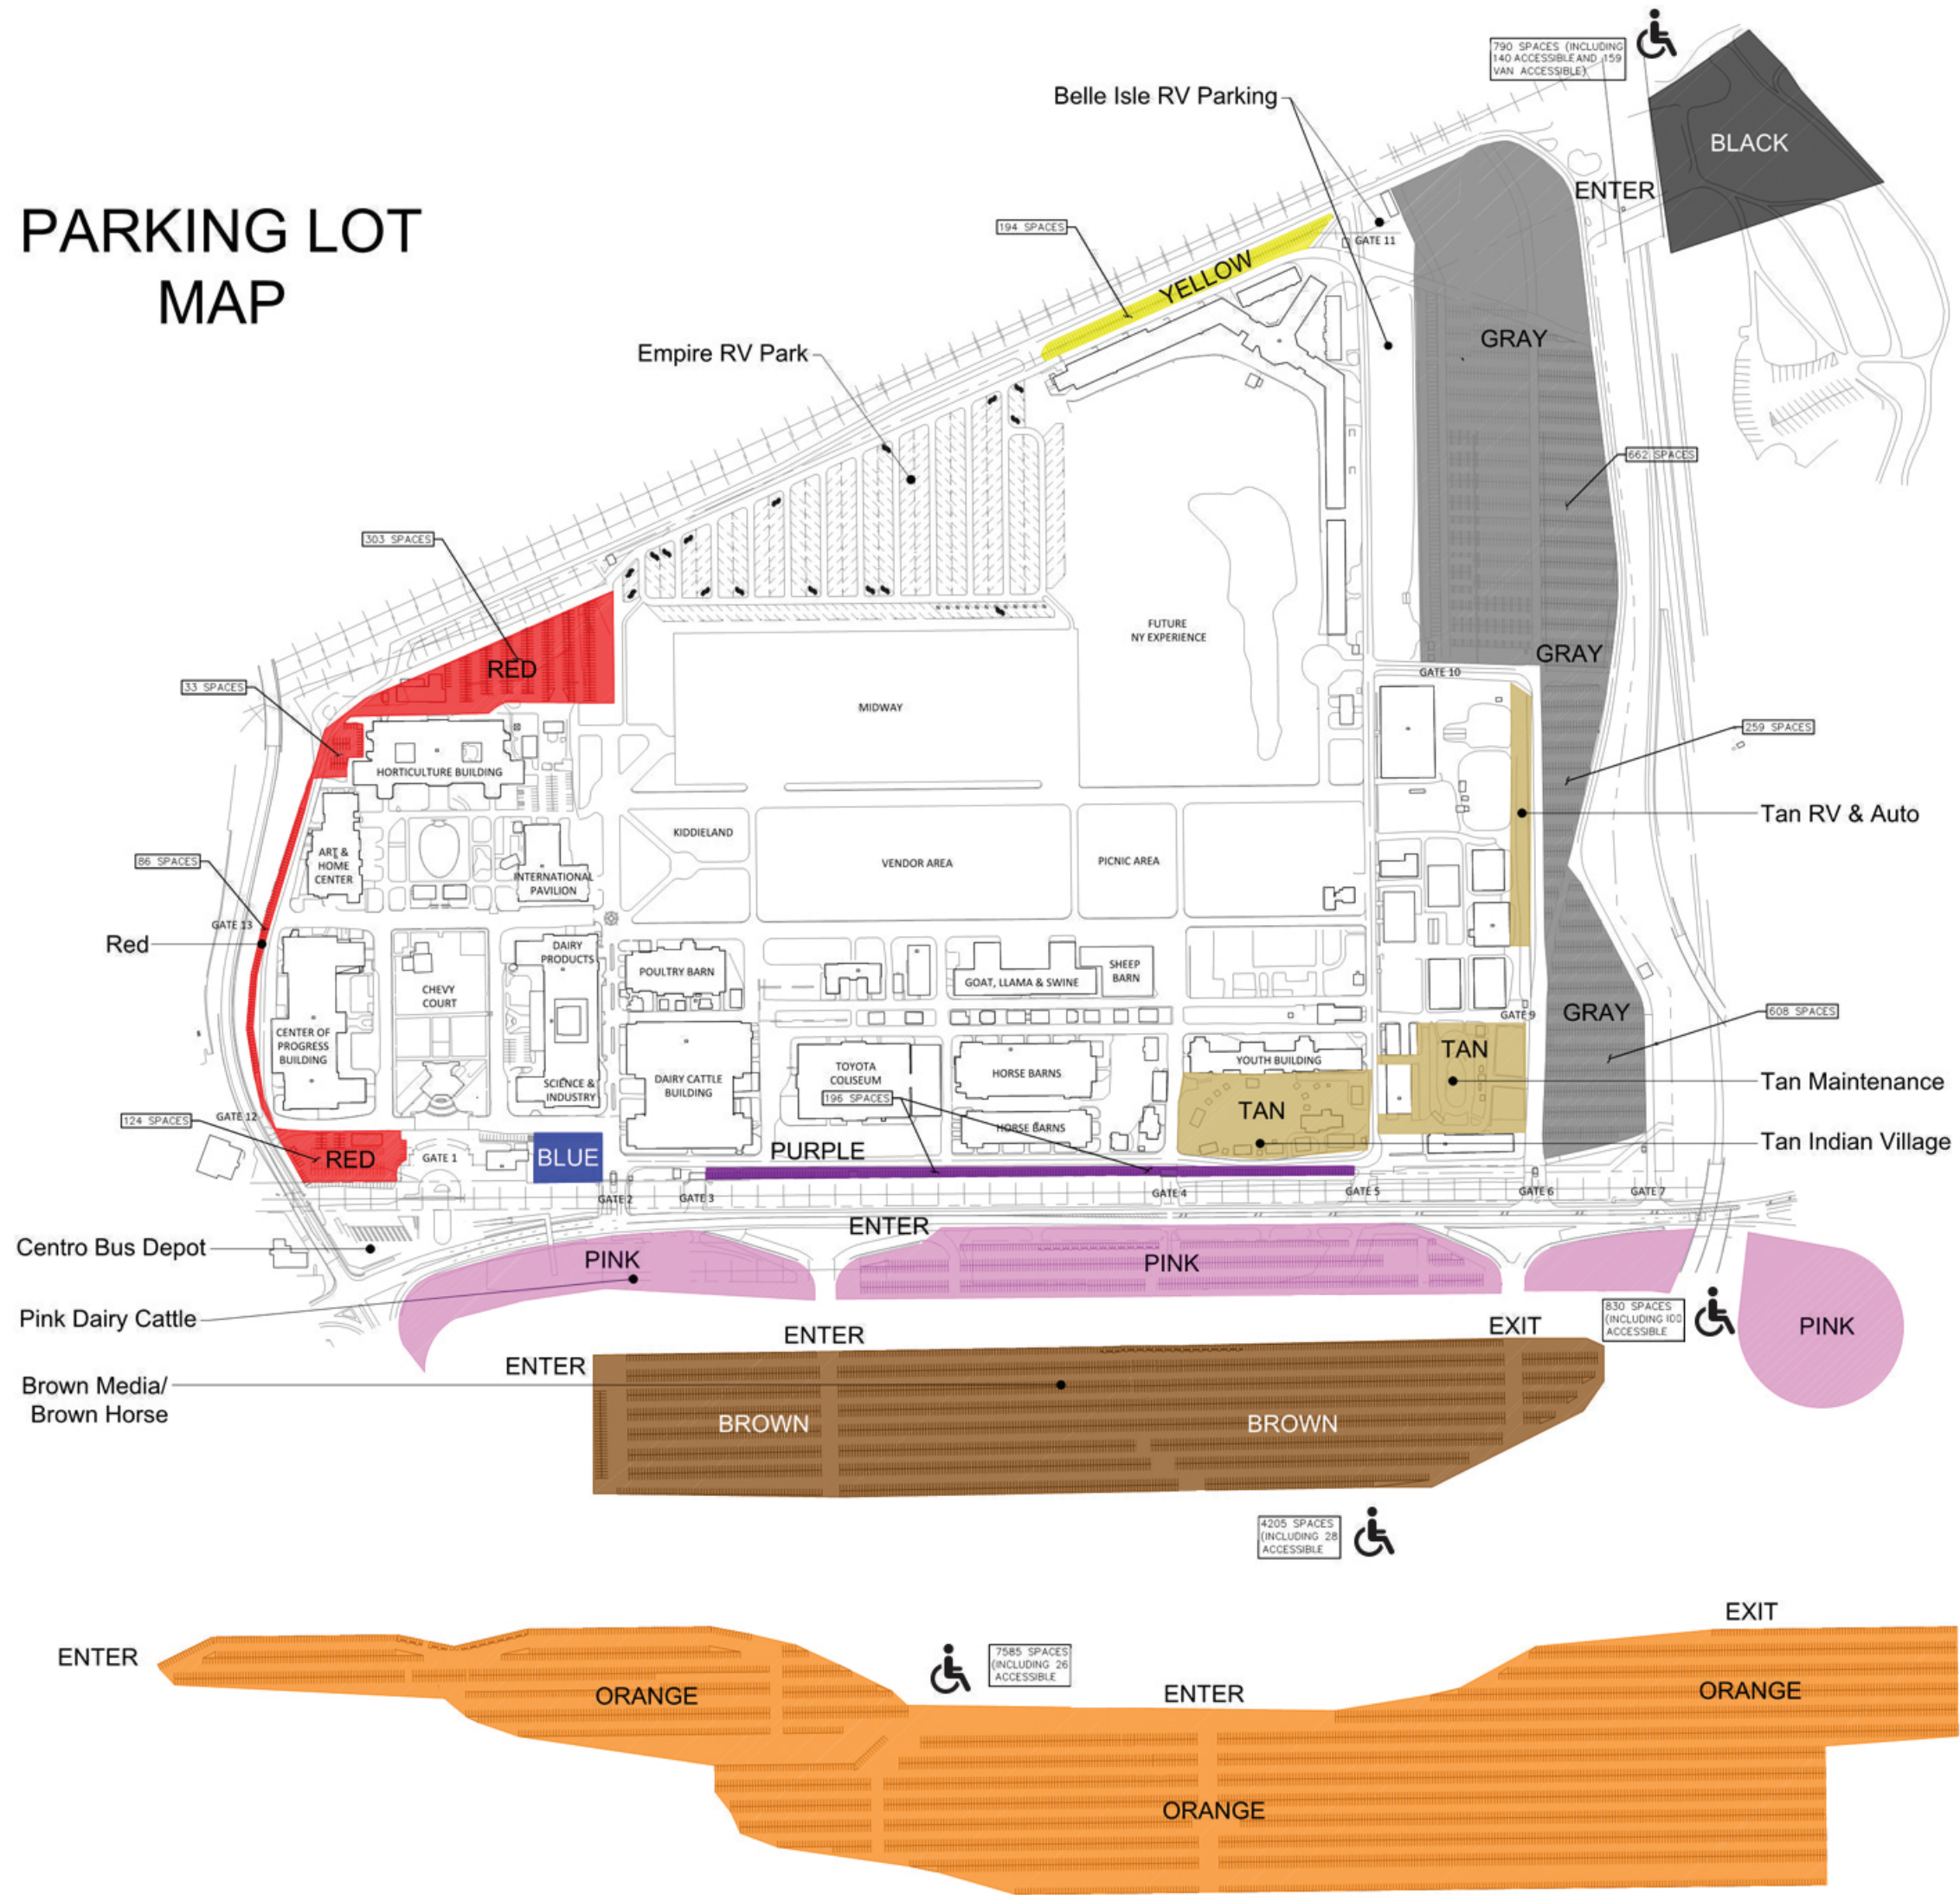 790 SPACES (INCLUDING
140 ACCESSIBLE AND 159
VAN ACCESSIBLE)
Belle Isle RV Parking
BLACK
ENTER
PARKING LOT
MAP
194 SPACES
GATE 11
YELLOW
GRAY
Empire RV Park
662 SPACES
303 SPACES
FUTURE
NY EXPERIENCE
GRAY
RED
GATE 10
33 SPACES
MIDWAY
259 SPACES
HORTICULTURE BUILDING
Tan RV & Auto
KIDDIELAND
ART &
HOME
CENTER
86 SPACES
VENDOR AREA
PICNIC AREA
INTERNATIONAL
PAVILION
GATE 13
Red
DAIRY
PRODUCTS
POULTRY BARN
SHEEP
BARN
GOAT, LLAMA & SWINE
CHEVY
COURT
GATE 9
GRAY
608 SPACES
CENTER OF
PROGRESS
BUILDING
TAN
YOUTH BUILDING
TOYOTA
COLISEUM
HORSE BARNS
DAIRY CATTLE
BUILDING
SCIENCE &
INDUSTRY
Tan Maintenance
196 SPACES
TAN
GATE 12
124 SPACES
HORSE BARNS
Tan Indian Village
PURPLE
RED
GATE 1
BLUE
GATE 2
GATE 3
GATE 4
GATE 5
GATE 6
GATE 7
ENTER
Centro Bus Depot
PINK
PINK
830 SPACES
(INCLUDING 100
ACCESSIBLE
Pink Dairy Cattle
EXIT
PINK
ENTER
ENTER
Brown Media/
Brown Horse
BROWN
BROWN
4205 SPACES
(INCLUDING 28
ACCESSIBLE
EXIT
ENTER
7585 SPACES
(INCLUDING 26
ACCESSIBLE
ORANGE
ENTER
ORANGE
ORANGE